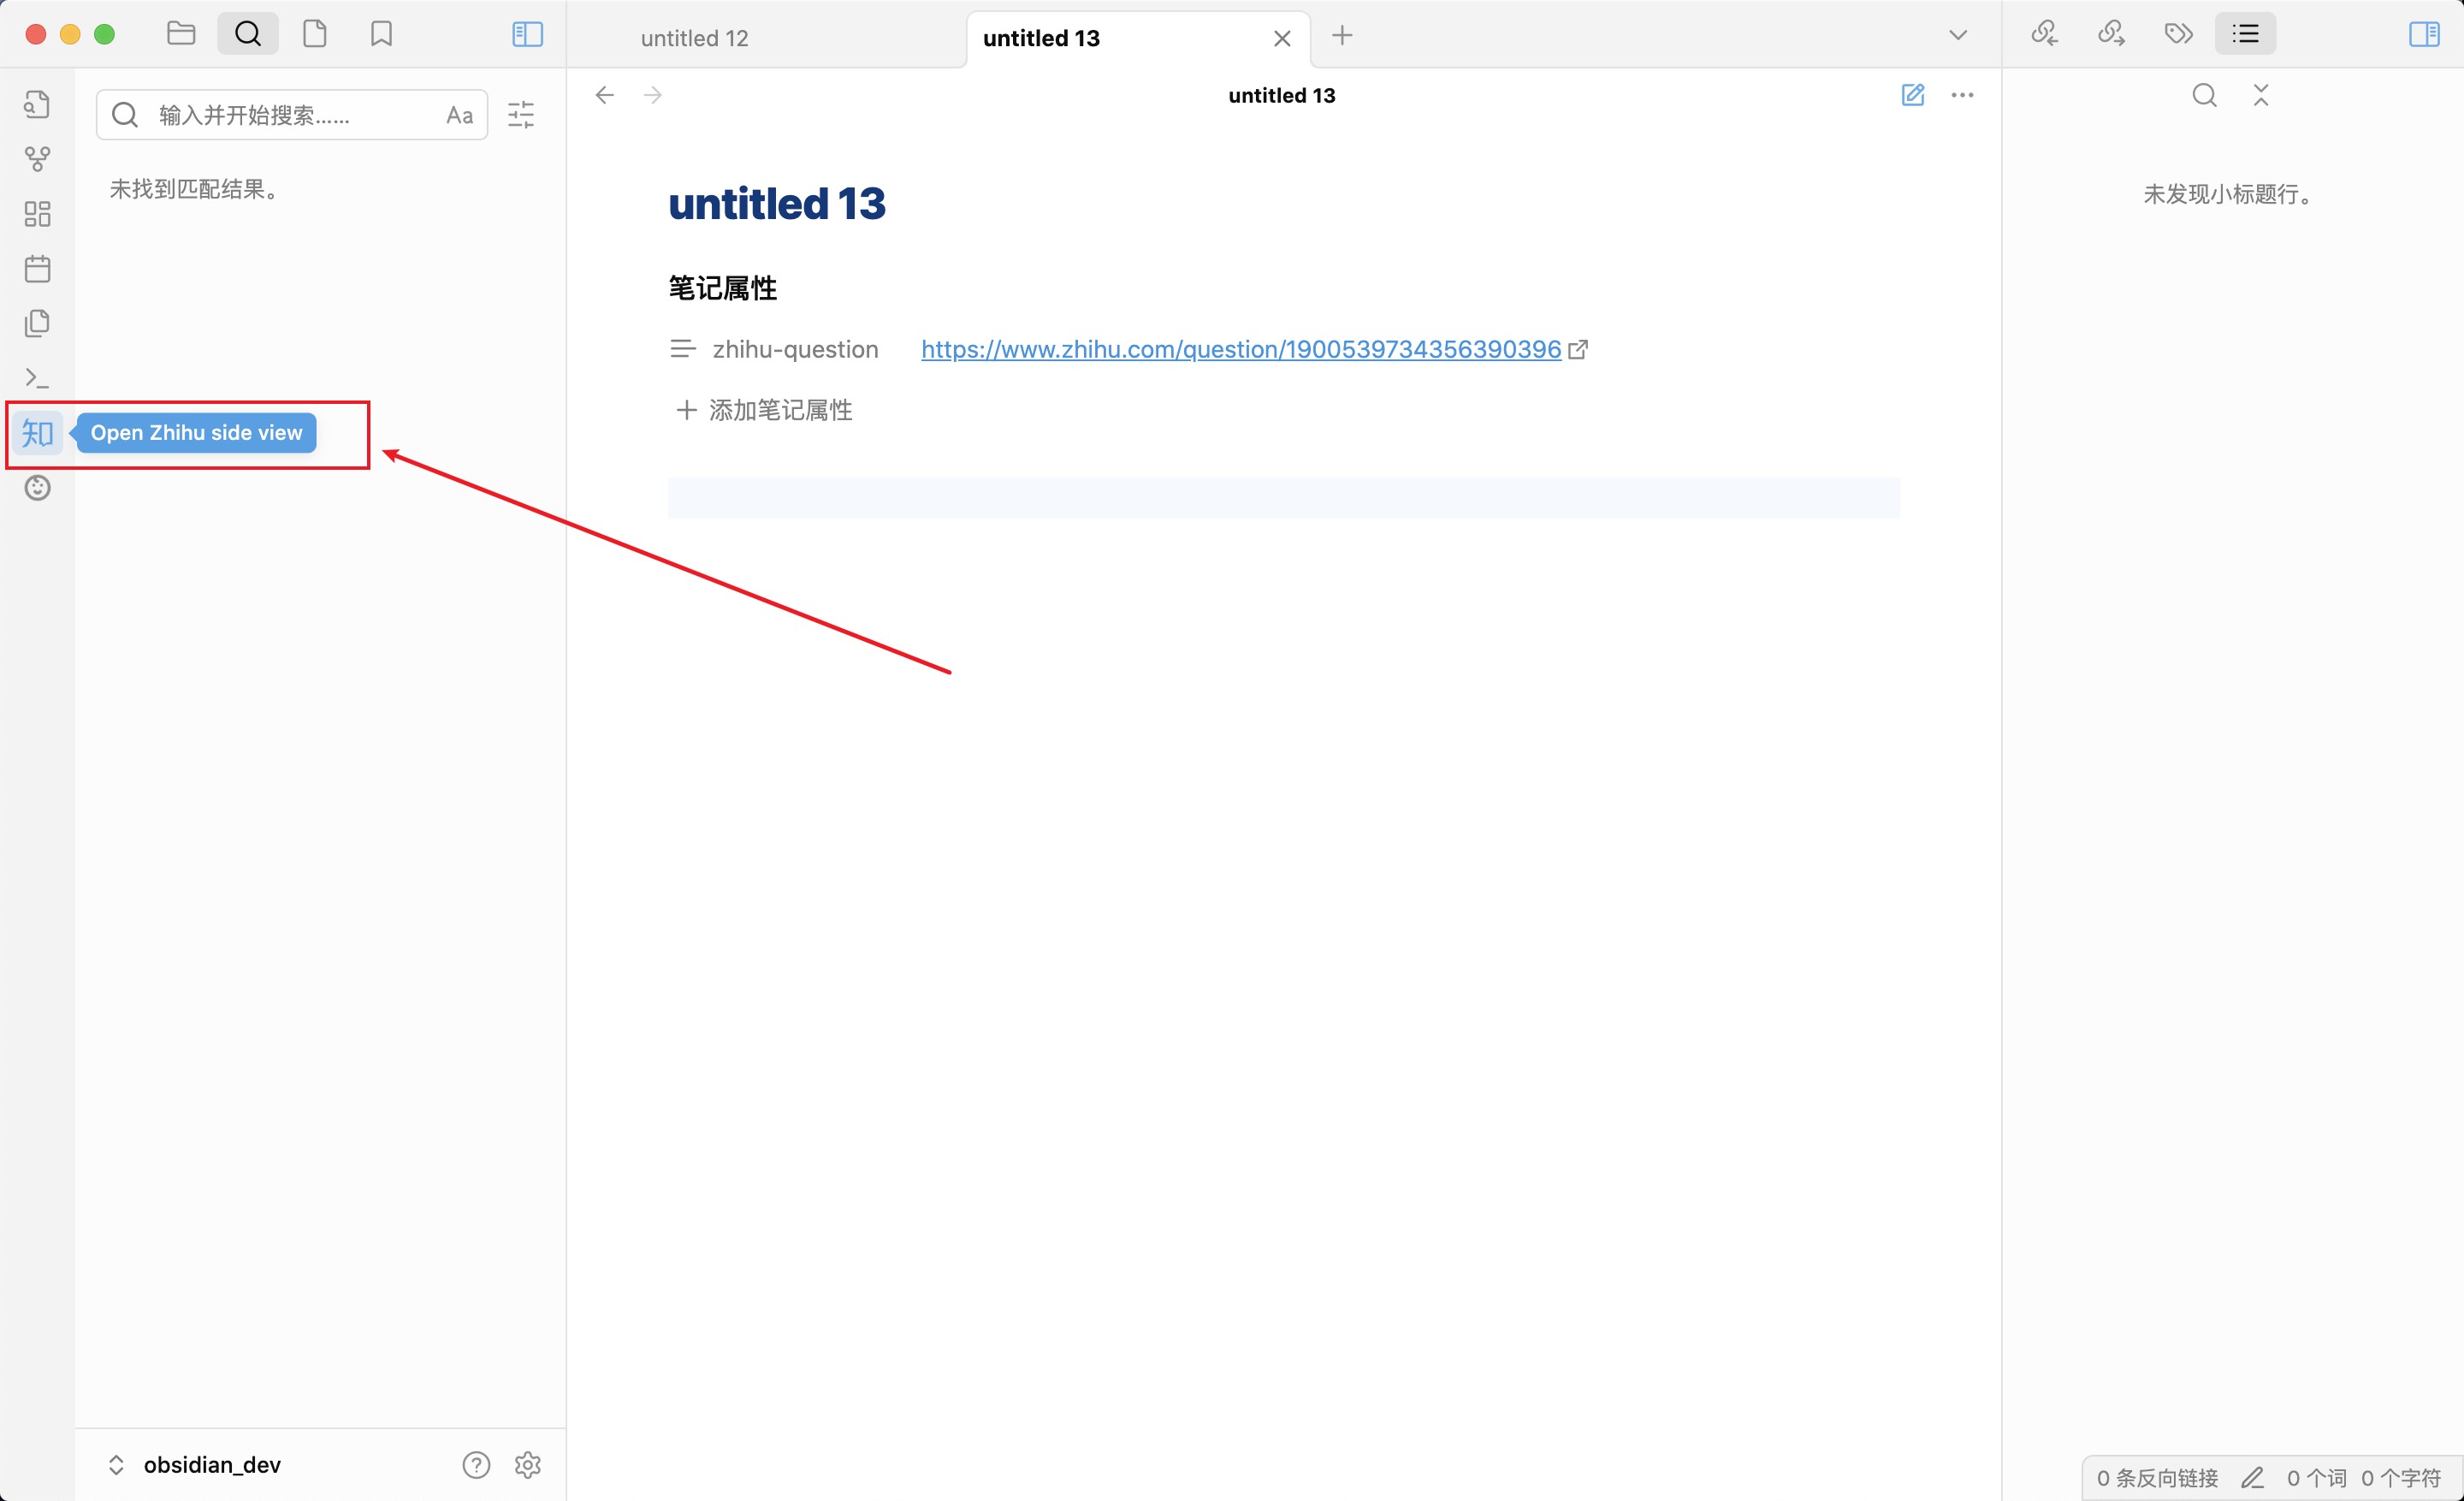 untitled 12
untitled 13
输入并开始搜索......
Aa
未找到匹配结果。
知
Open Zhihu side view
obsidian_dev
untitled 13
untitled 13
笔记属性
zhihu-question
https://www.zhihu.com/question/1900539734356390396
添加笔记属性
未发现小标题行。
0 条反向链接
0 个词
0 个字符